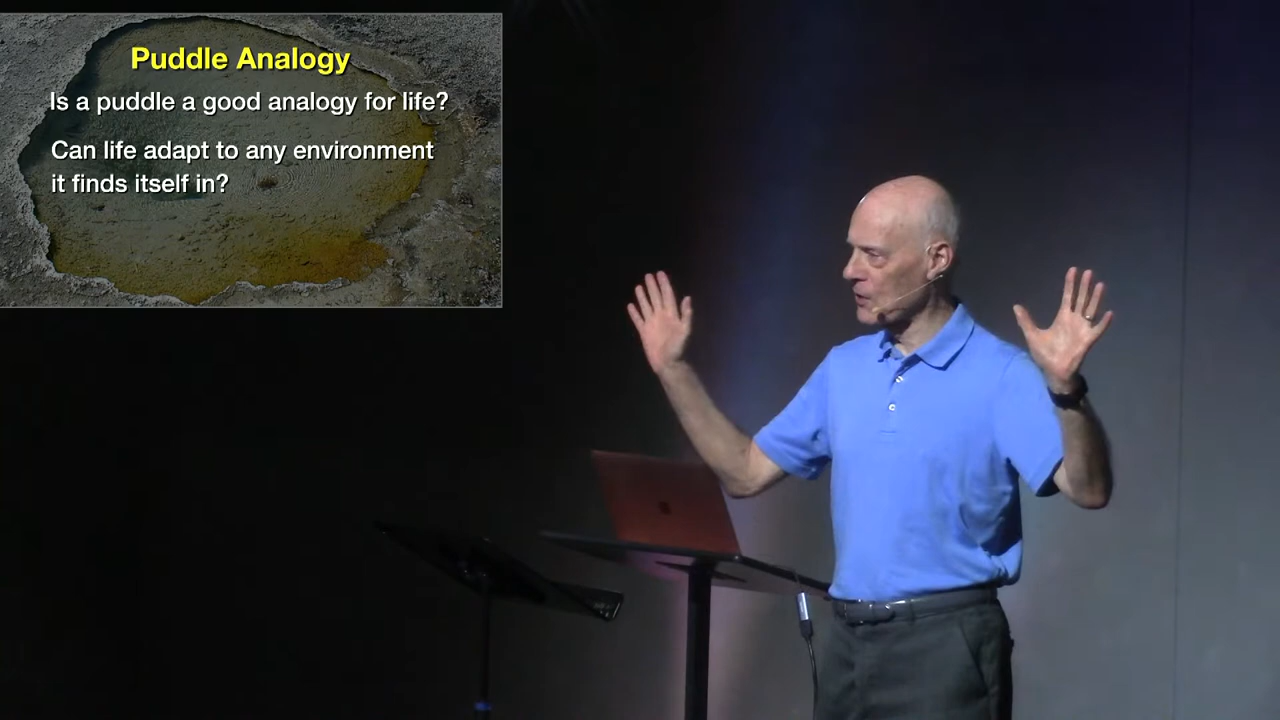 Puddle Analogy
Is a puddle a good analogy for life?
Can life adapt to any environment
it finds itself in?